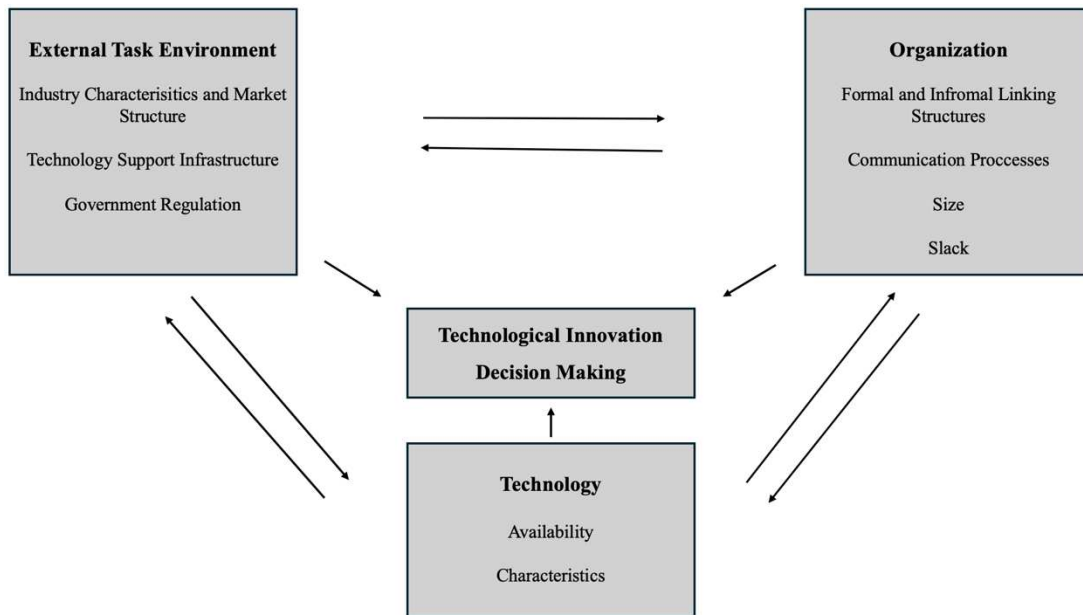 External Task Environment
Industry Characterisitics and Market
Structure
Technology Support Infrastructure
Government Regulation
Organization
Formal and Infromal Linking
Structures
Communication Proccesses
Size
Slack
Technological Innovation
Decision Making
Technology
Availability
Characteristics